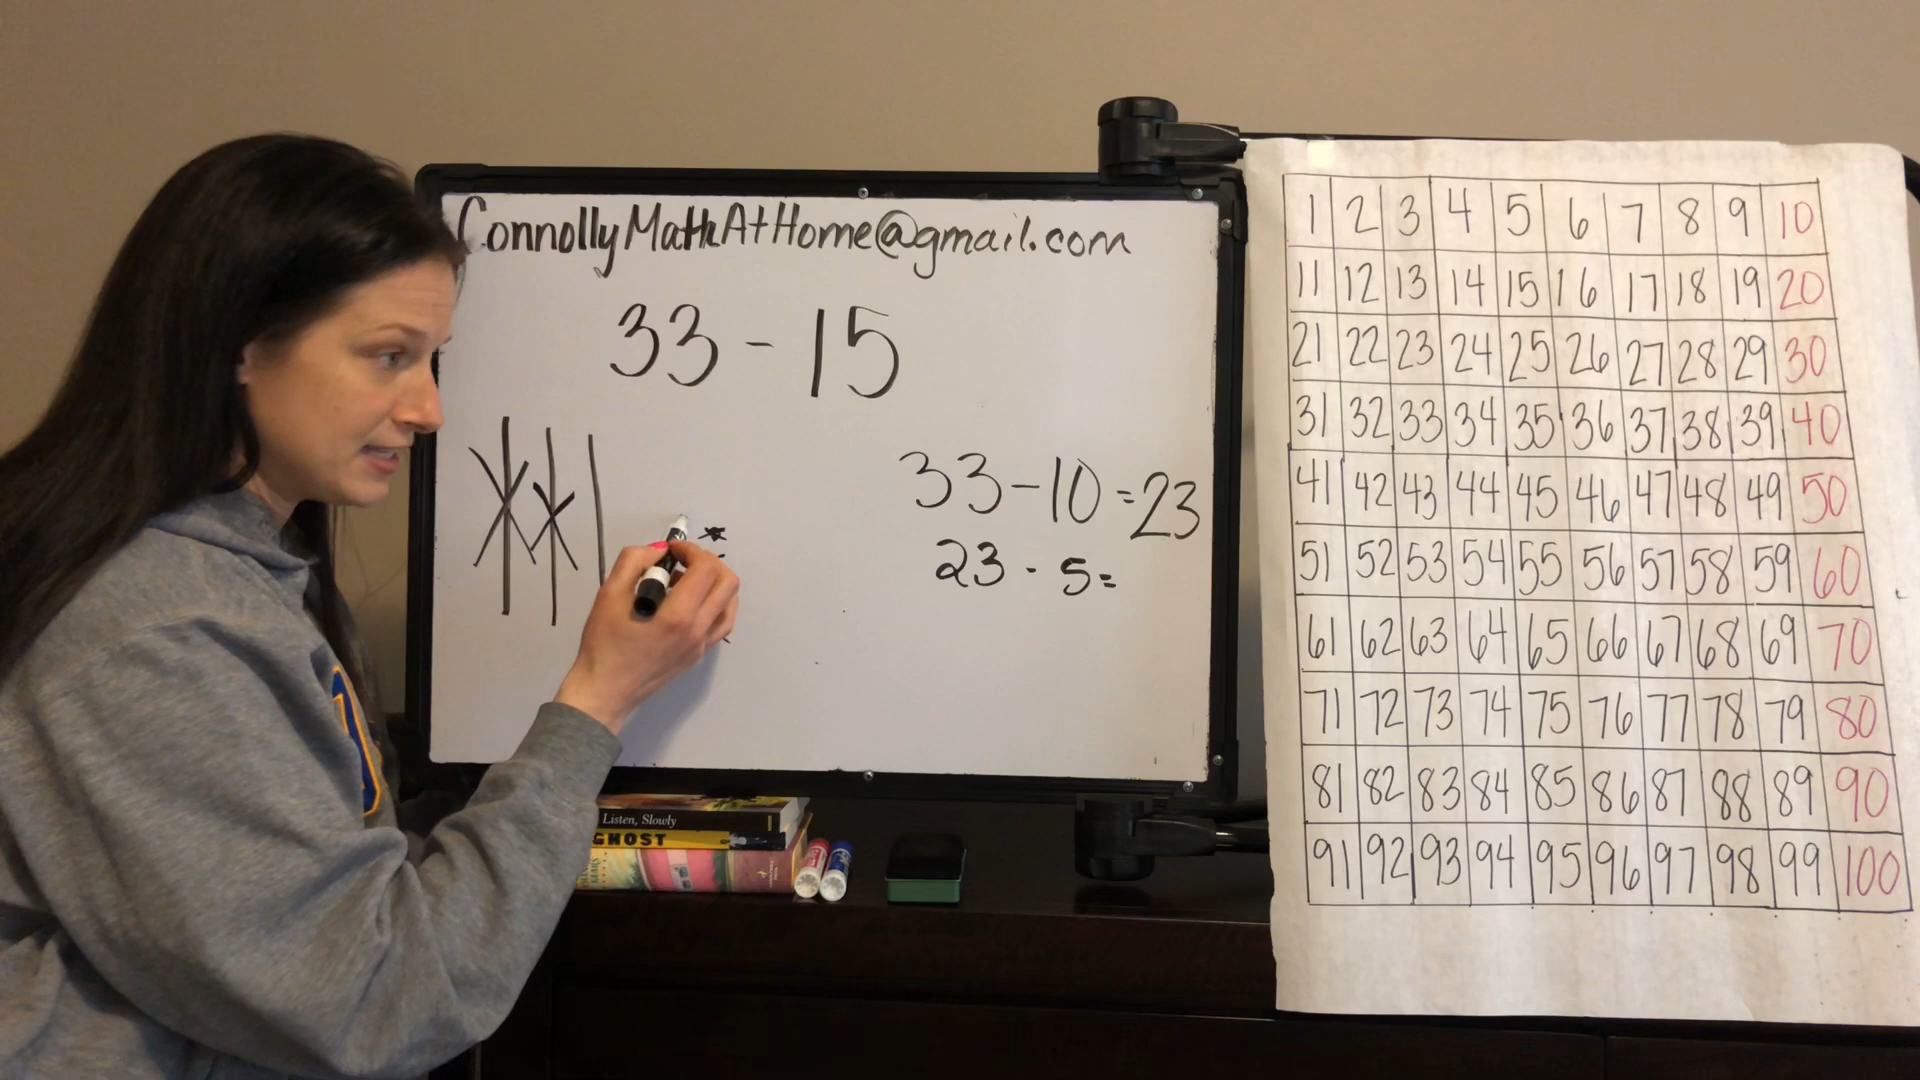 ConnollyMathAtHome@gmail.com
33 - 15
33 - 10 = 23
23 - 5 =
1 2 3 4 5 6 7 8 9 10
11 12 13 14 15 16 17 18 19 20
21 22 23 24 25 26 27 28 29 30
31 32 33 34 35 36 37 38 39 40
41 42 43 44 45 46 47 48 49 50
51 52 53 54 55 56 57 58 59 60
61 62 63 64 65 66 67 68 69 70
71 72 73 74 75 76 77 78 79 80
81 82 83 84 85 86 87 88 89 90
91 92 93 94 95 96 97 98 99 100
Listen, Slowly
GHOST